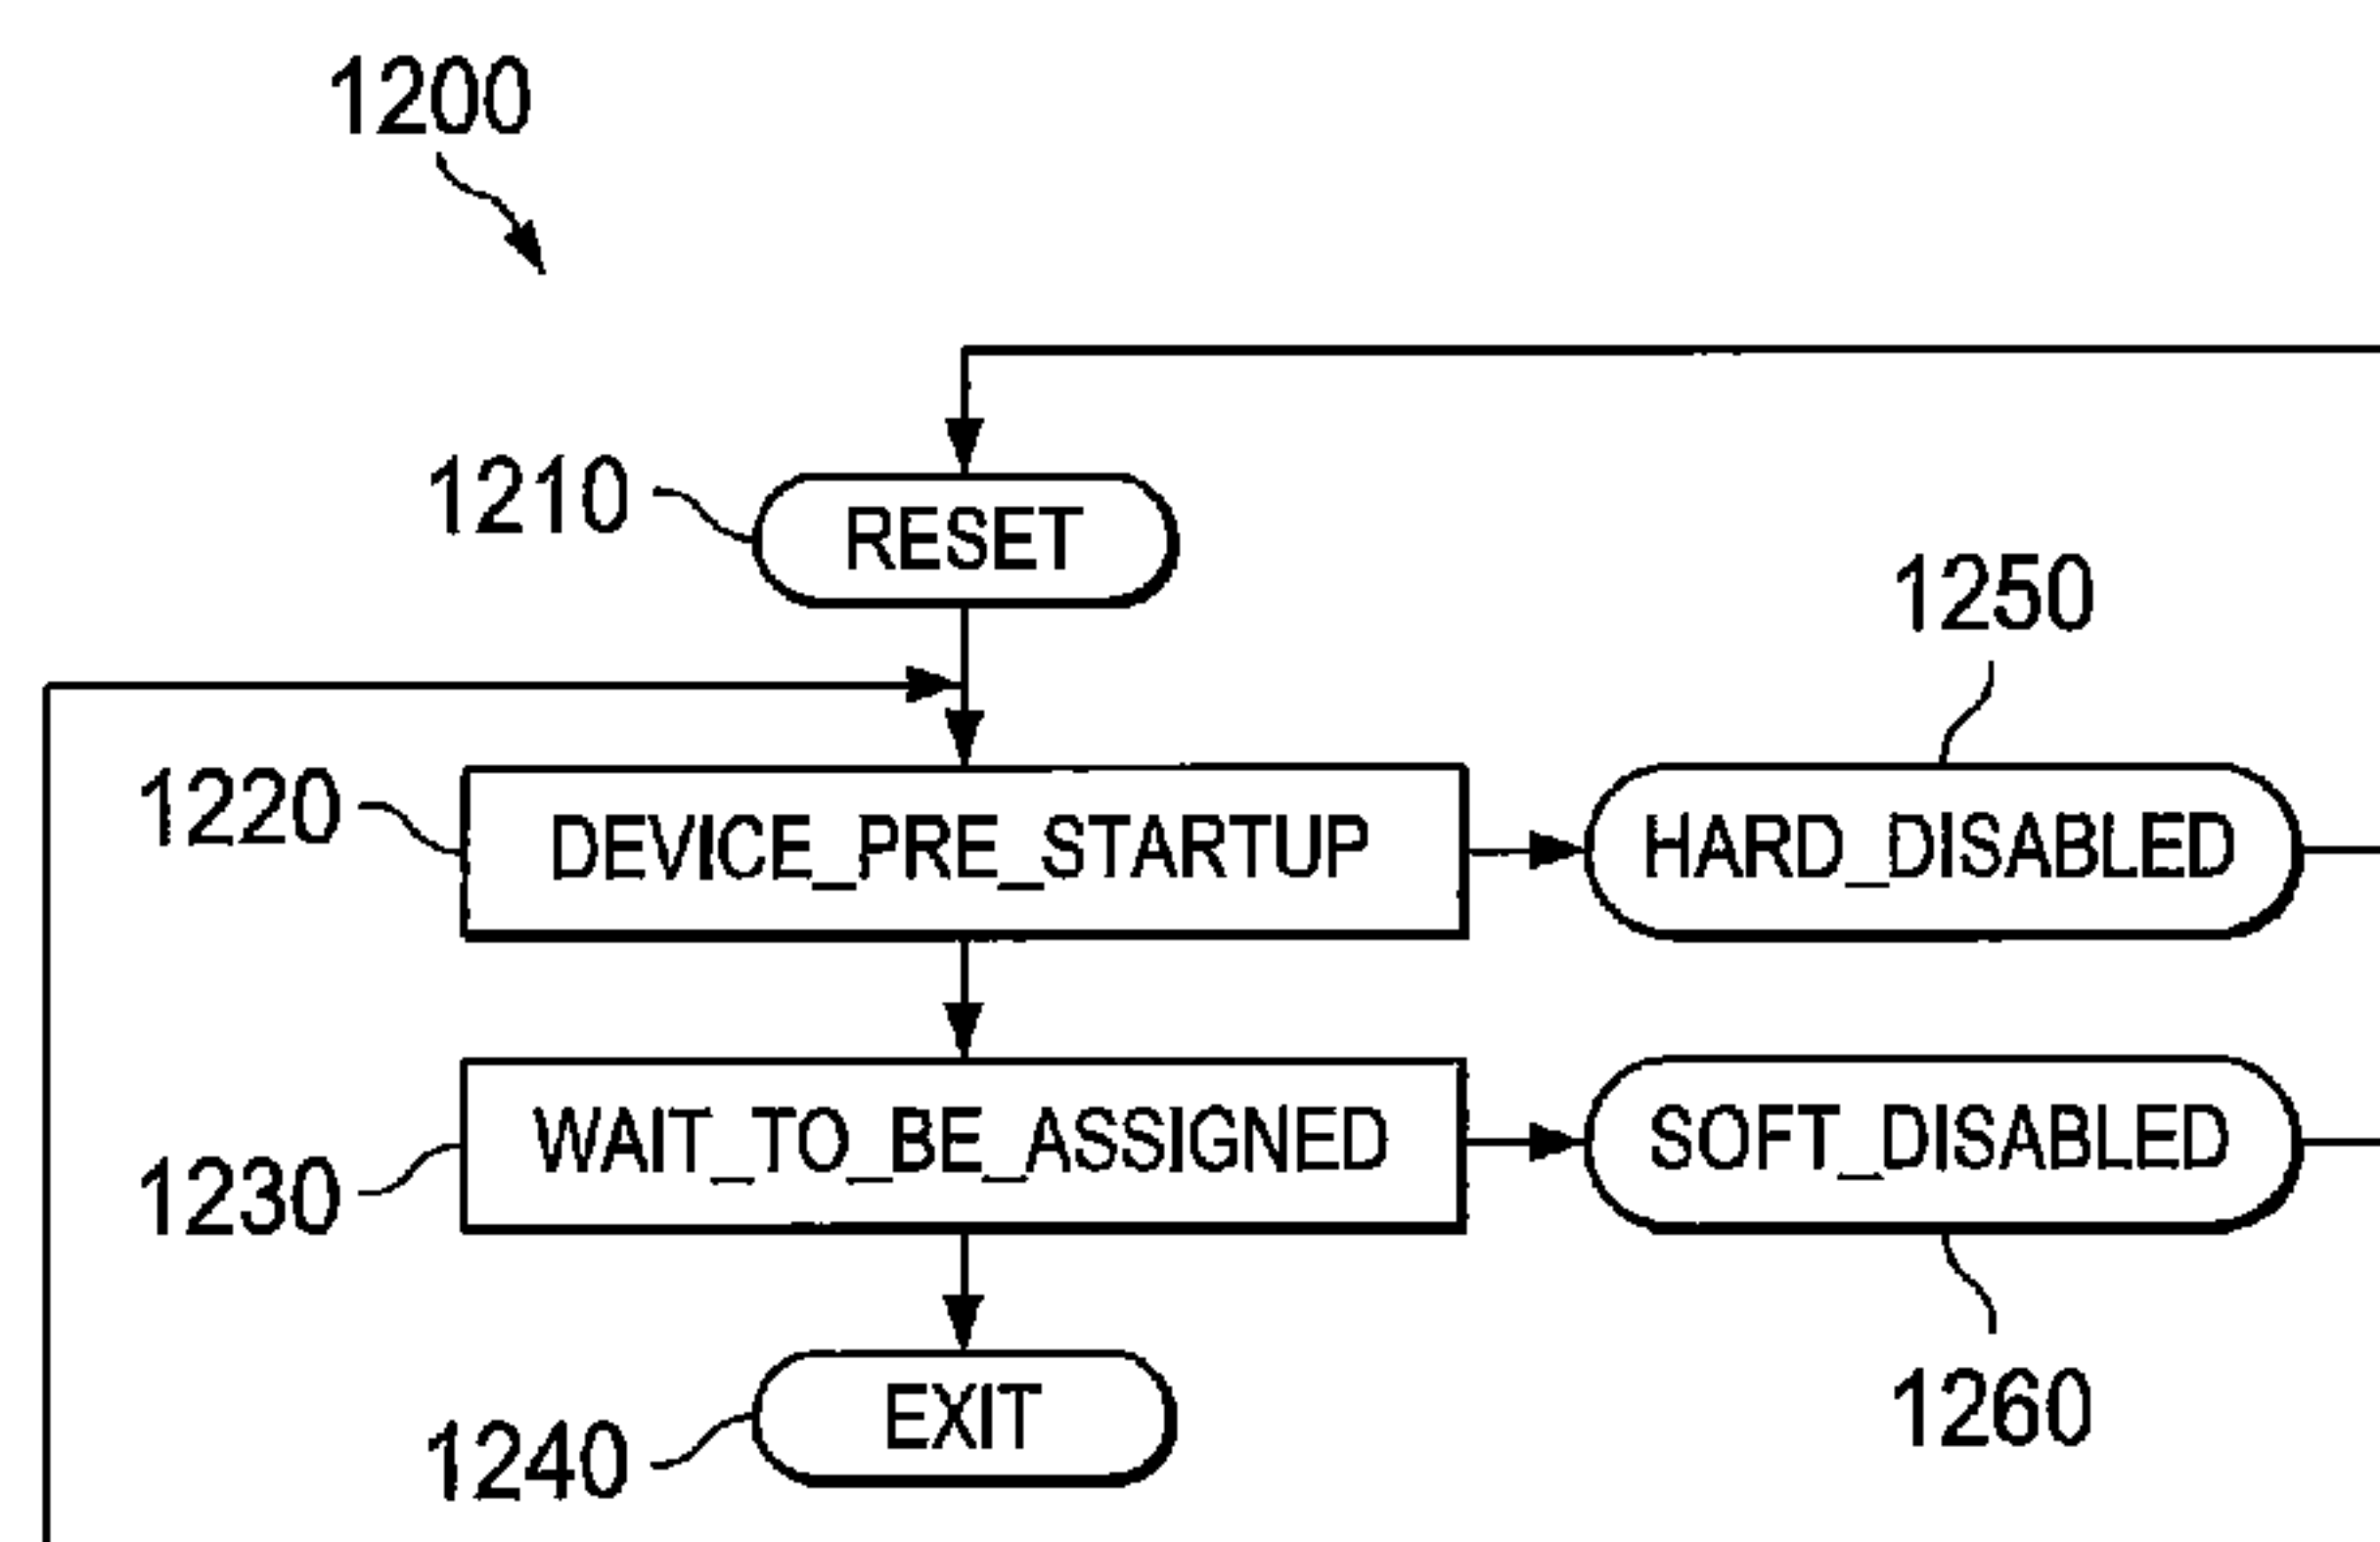 1200
1210
RESET
1250
1220
DEVICE_PRE_STARTUP
HARD_DISABLED
1230
WAIT_TO_BE_ASSIGNED
SOFT_DISABLED
1240
EXIT
1260